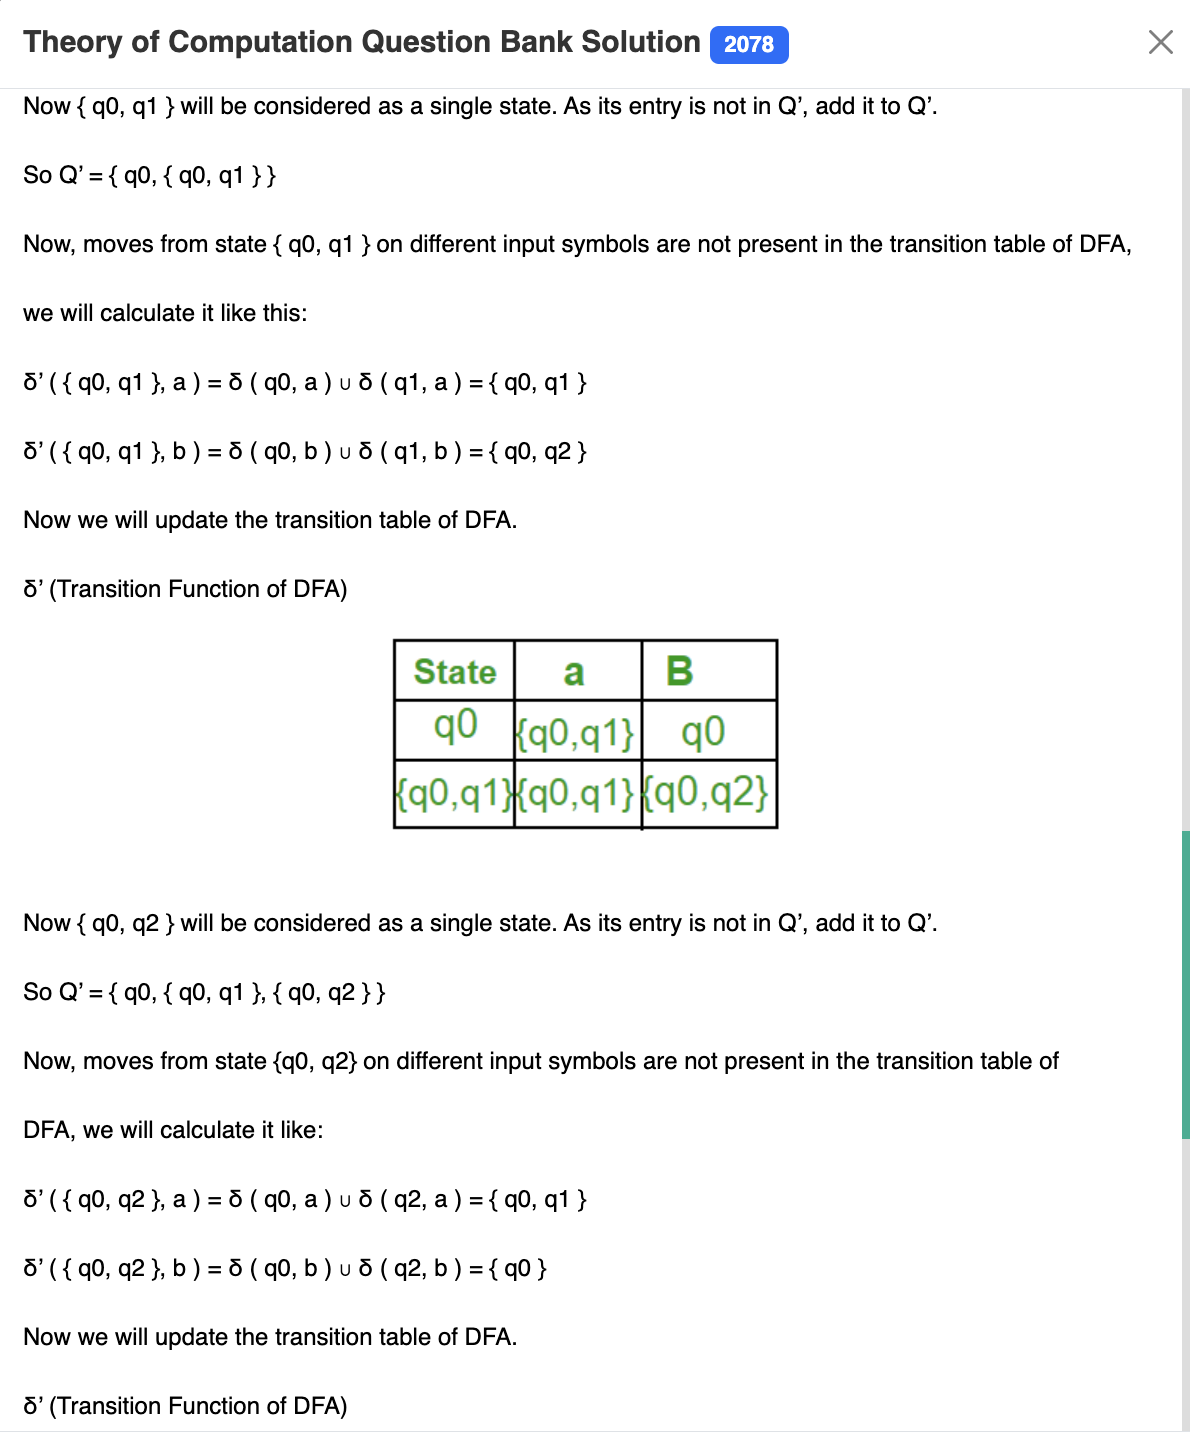 Theory of Computation Question Bank Solution 2078
Now { q0, q1 } will be considered as a single state. As its entry is not in Q’, add it to Q’.
So Q’ = { q0, { q0, q1 } }
Now, moves from state { q0, q1 } on different input symbols are not present in the transition table of DFA,
we will calculate it like this:
δ’ ( { q0, q1 }, a ) = δ ( q0, a ) ∪ δ ( q1, a ) = { q0, q1 }
δ’ ( { q0, q1 }, b ) = δ ( q0, b ) ∪ δ ( q1, b ) = { q0, q2 }
Now we will update the transition table of DFA.
δ’ (Transition Function of DFA)
State a B
q0 {q0,q1} q0
{q0,q1} {q0,q1} {q0,q2}
Now { q0, q2 } will be considered as a single state. As its entry is not in Q’, add it to Q’.
So Q’ = { q0, { q0, q1 }, { q0, q2 } }
Now, moves from state {q0, q2} on different input symbols are not present in the transition table of
DFA, we will calculate it like:
δ’ ( { q0, q2 }, a ) = δ ( q0, a ) ∪ δ ( q2, a ) = { q0, q1 }
δ’ ( { q0, q2 }, b ) = δ ( q0, b ) ∪ δ ( q2, b ) = { q0 }
Now we will update the transition table of DFA.
δ’ (Transition Function of DFA)